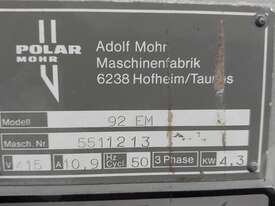 POLAR
MOHR
Adolf Mohr
Maschinenfabrik
6238 Hofheim/Taunus
Modell 92 EM
Masch. Nr 5511213
V 415 A 10,9 Hz Cycl. 50 3 Phase KW 4,3